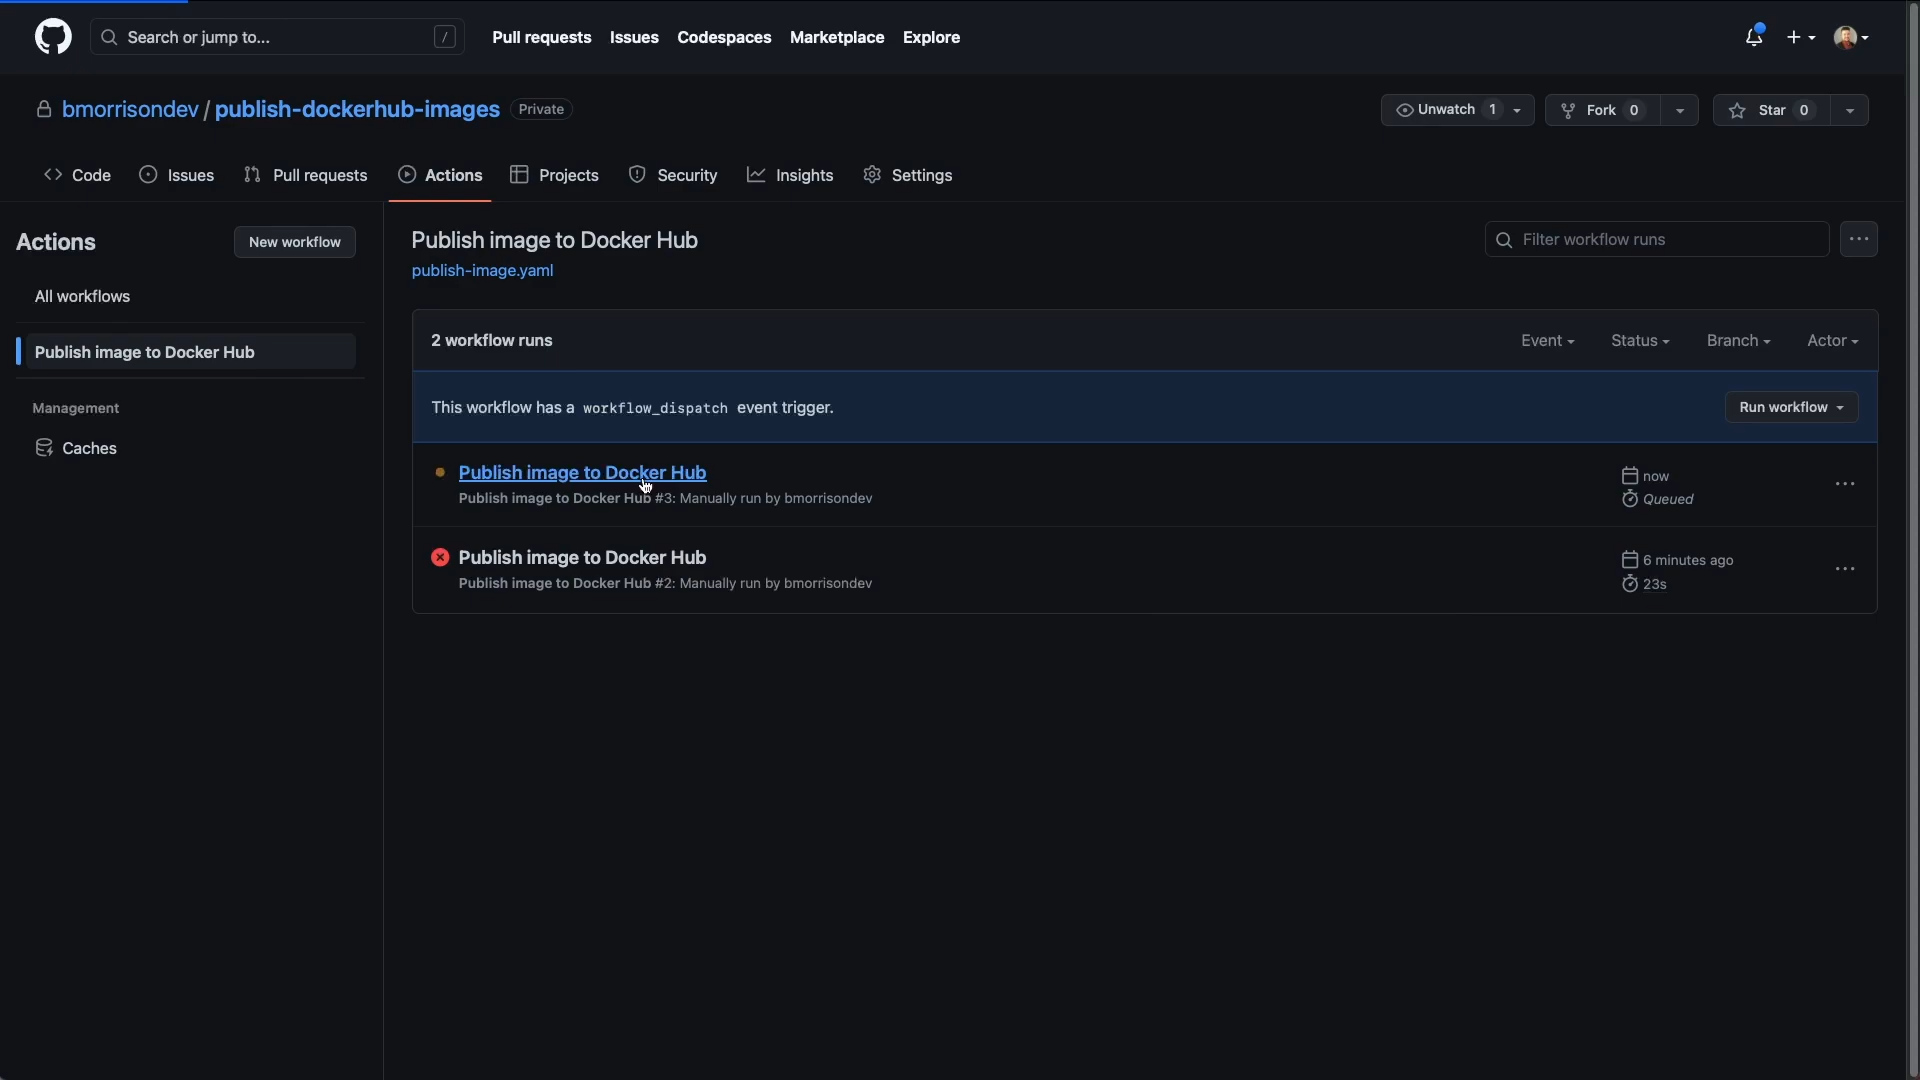 Search or jump to... /
Pull requests Issues Codespaces Marketplace Explore
bmorrisondev / publish-dockerhub-images Private
Unwatch 1 Fork 0 Star 0
Code Issues Pull requests Actions Projects Security Insights Settings
Actions
New workflow
All workflows
Publish image to Docker Hub
Management
Caches
Publish image to Docker Hub
publish-image.yaml
Filter workflow runs
2 workflow runs
Event Status Branch Actor
This workflow has a workflow_dispatch event trigger.
Run workflow
Publish image to Docker Hub
Publish image to Docker Hub #3: Manually run by bmorrisondev
now
Queued
Publish image to Docker Hub
Publish image to Docker Hub #2: Manually run by bmorrisondev
6 minutes ago
23s